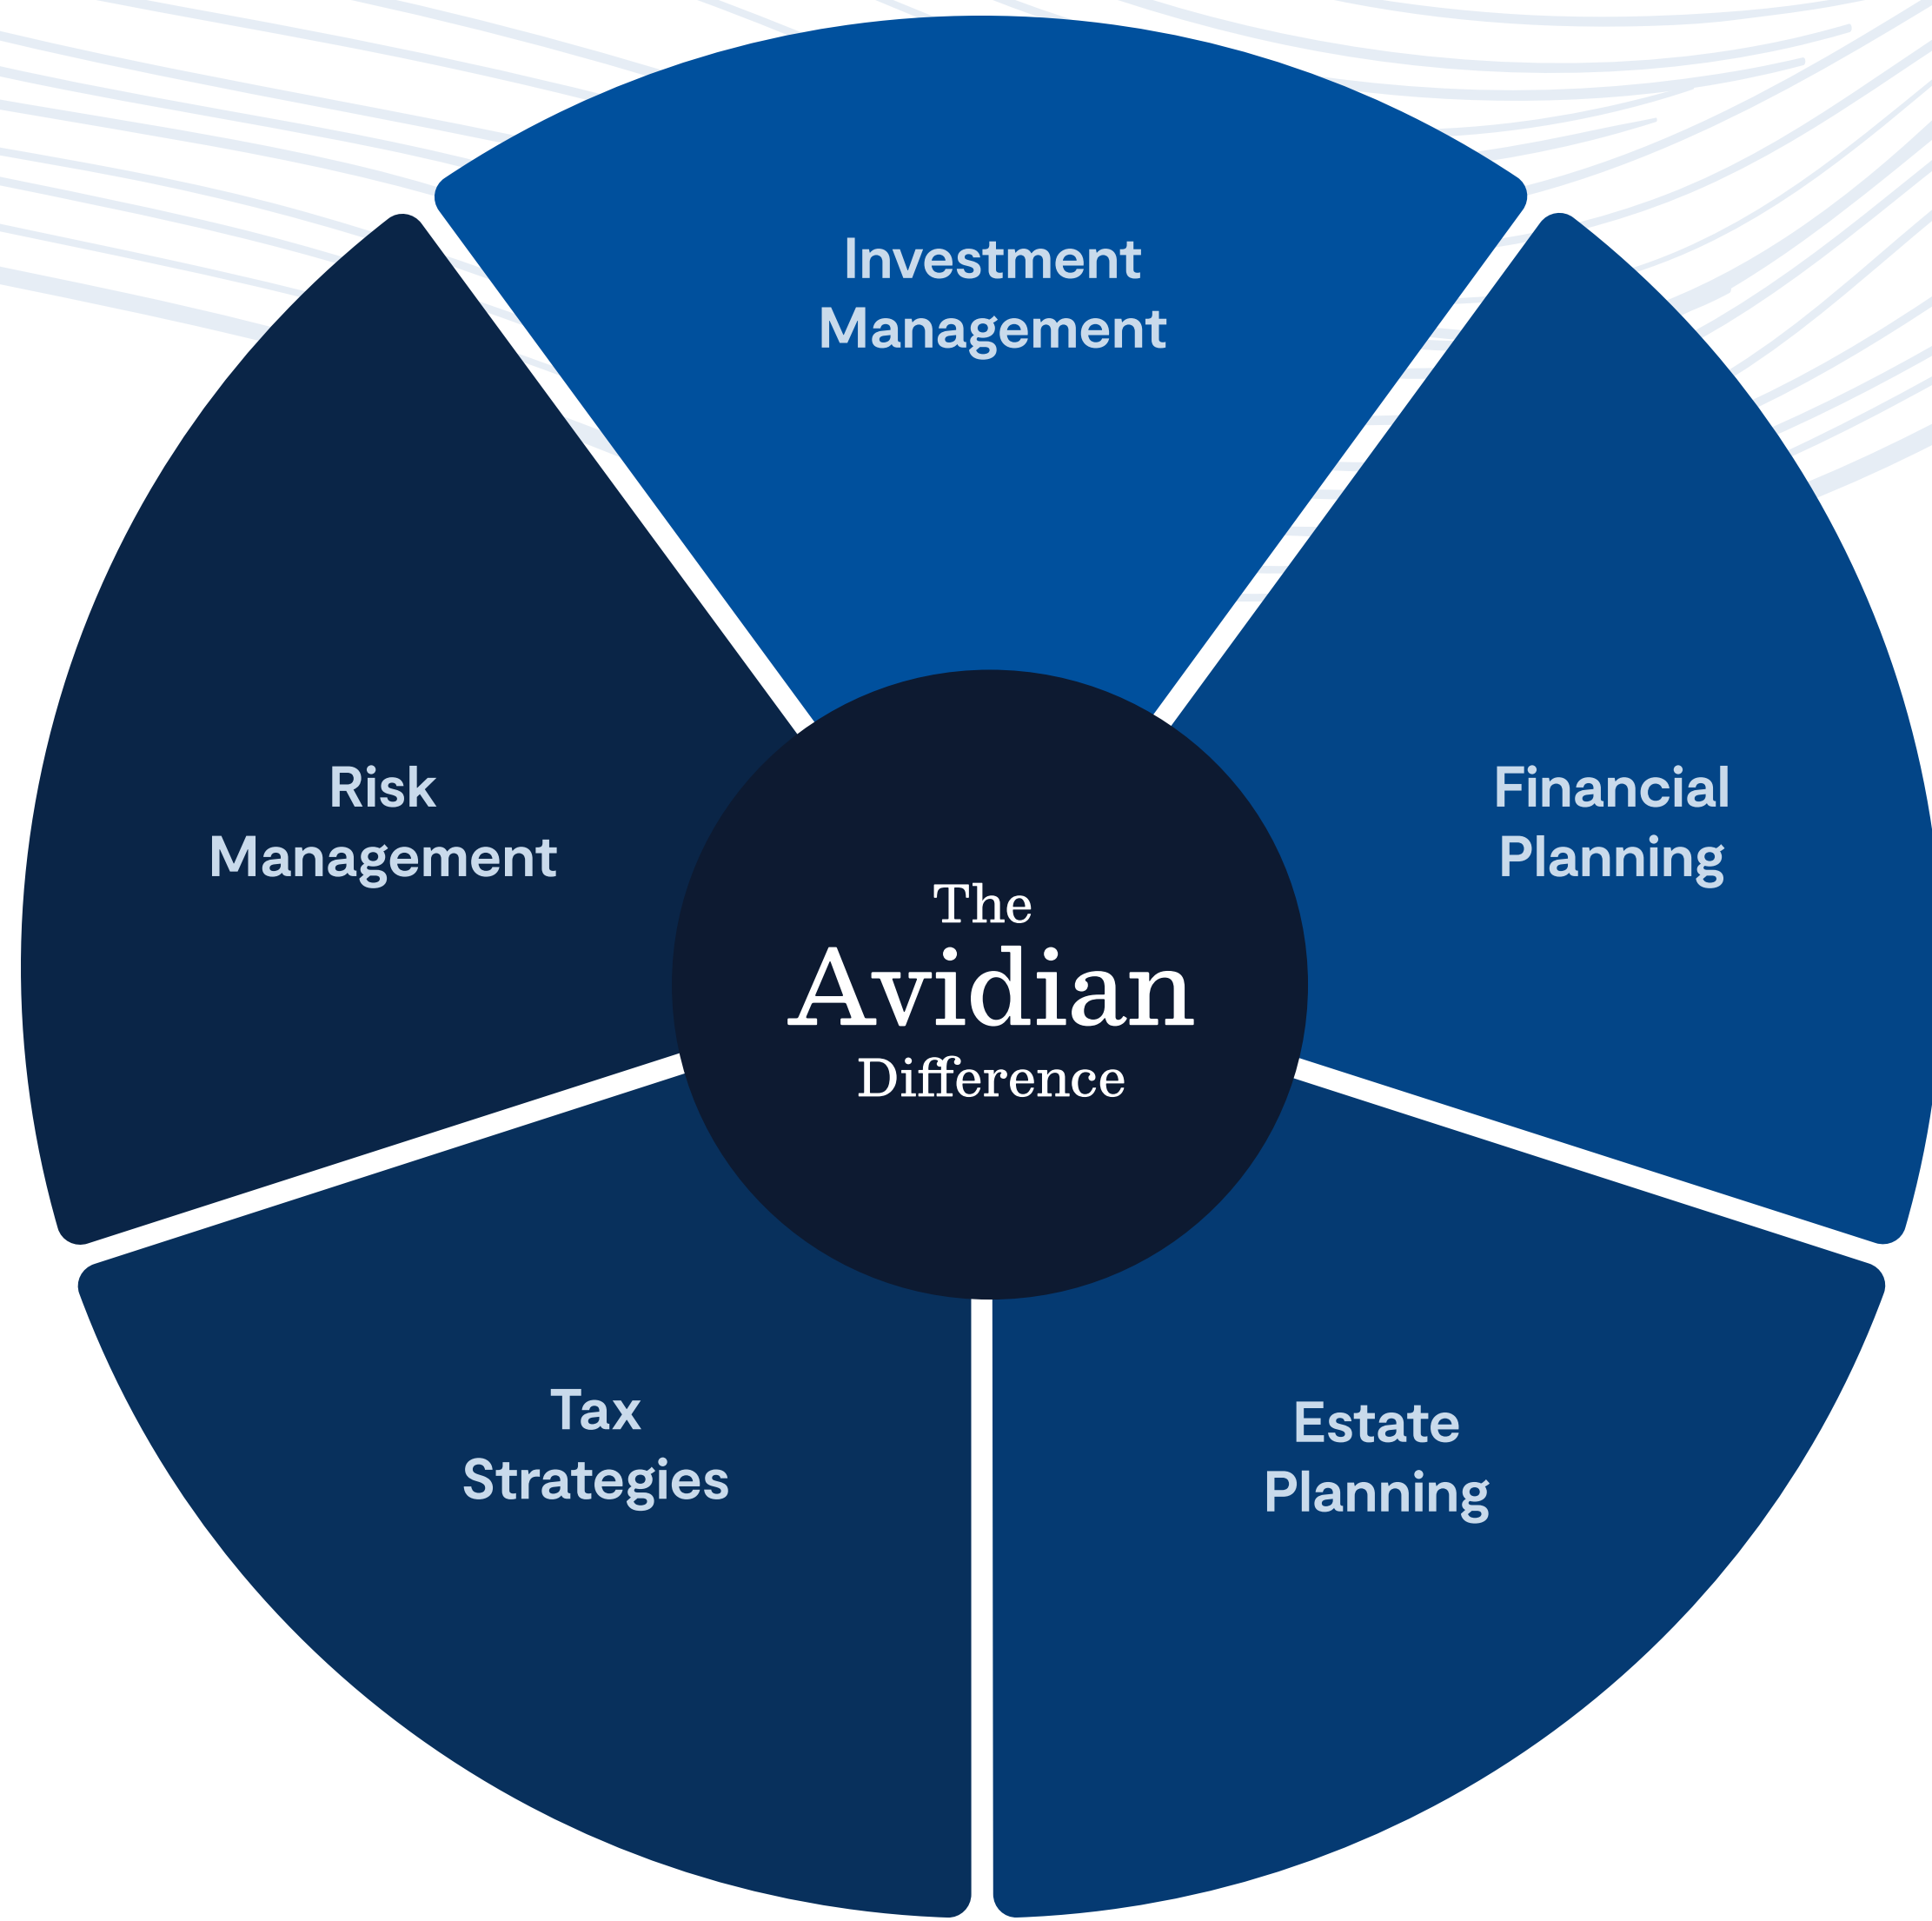 Investment
Management
Risk
Management
Financial
Planning
The
Avidian
Difference
Tax
Strategies
Estate
Planning